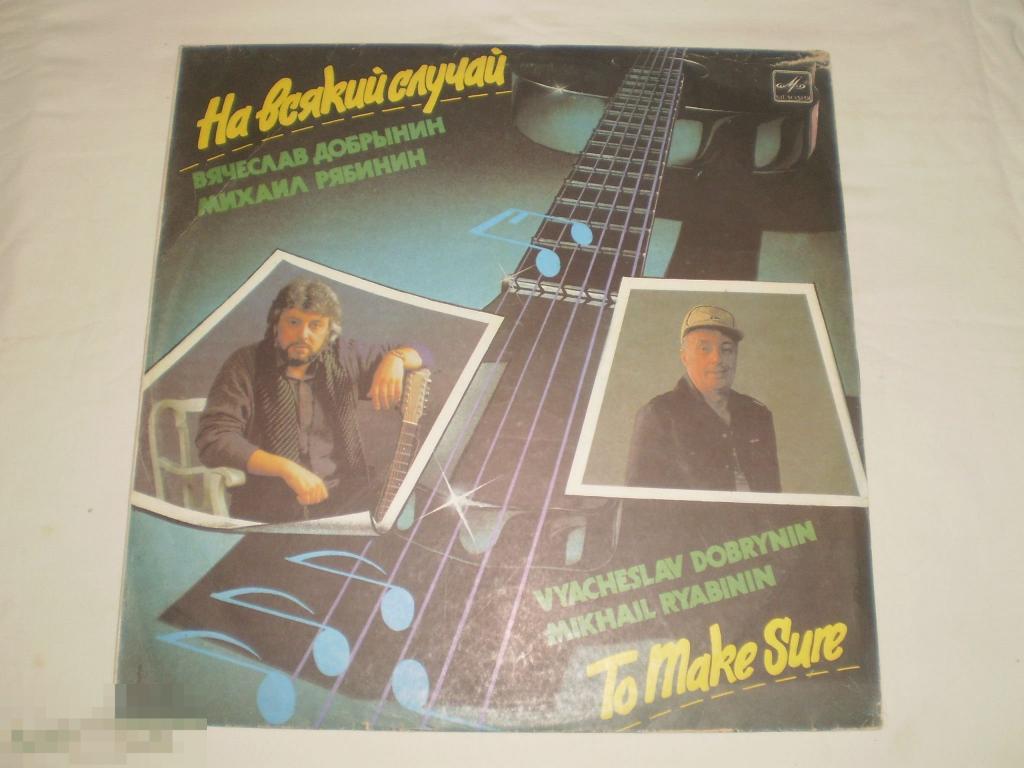 На всякий случай
ВЯЧЕСЛАВ ДОБРЫНИН
МИХАИЛ РЯБИНИН
VYACHESLAV DOBRYNIN
MIKHAIL RYABININ
To Make Sure